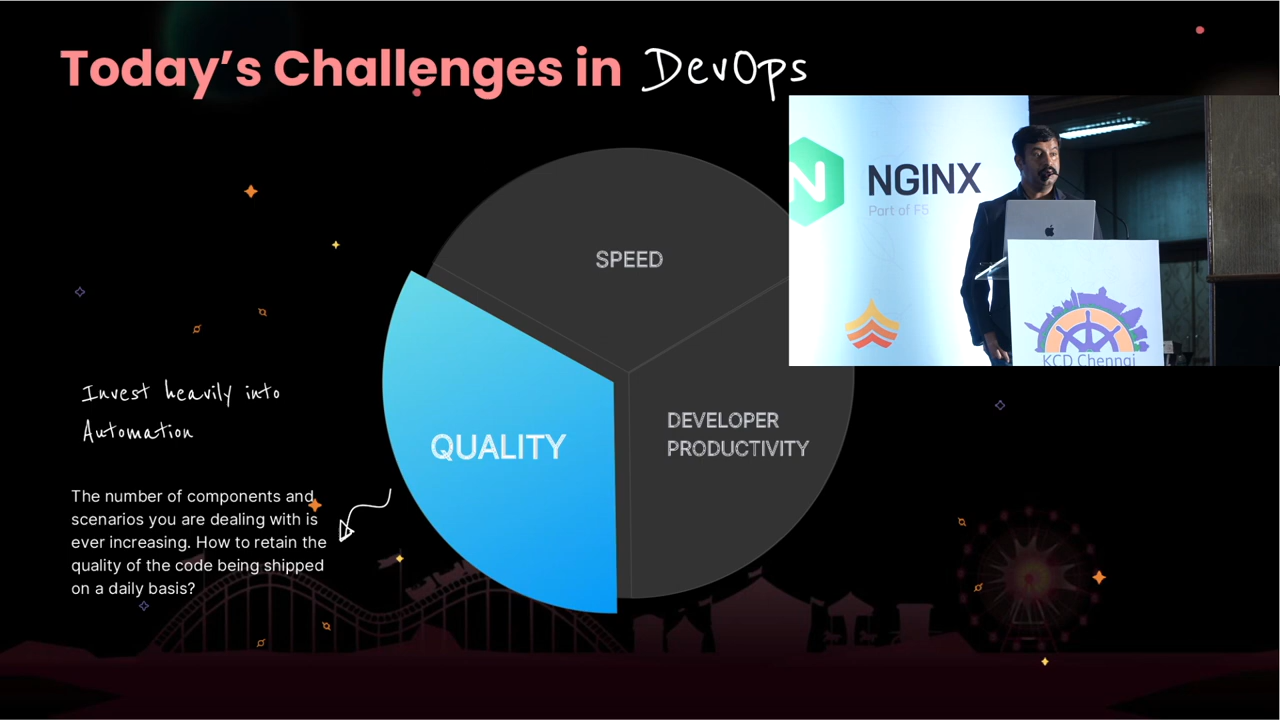 Today's Challenges in DevOps
NGINX
Part of F5
SPEED
Invest heavily into
Automation
QUALITY
DEVELOPER
PRODUCTIVITY
The number of components and
scenarios you are dealing with is
ever increasing. How to retain the
quality of the code being shipped
on a daily basis?
KCD Chennai